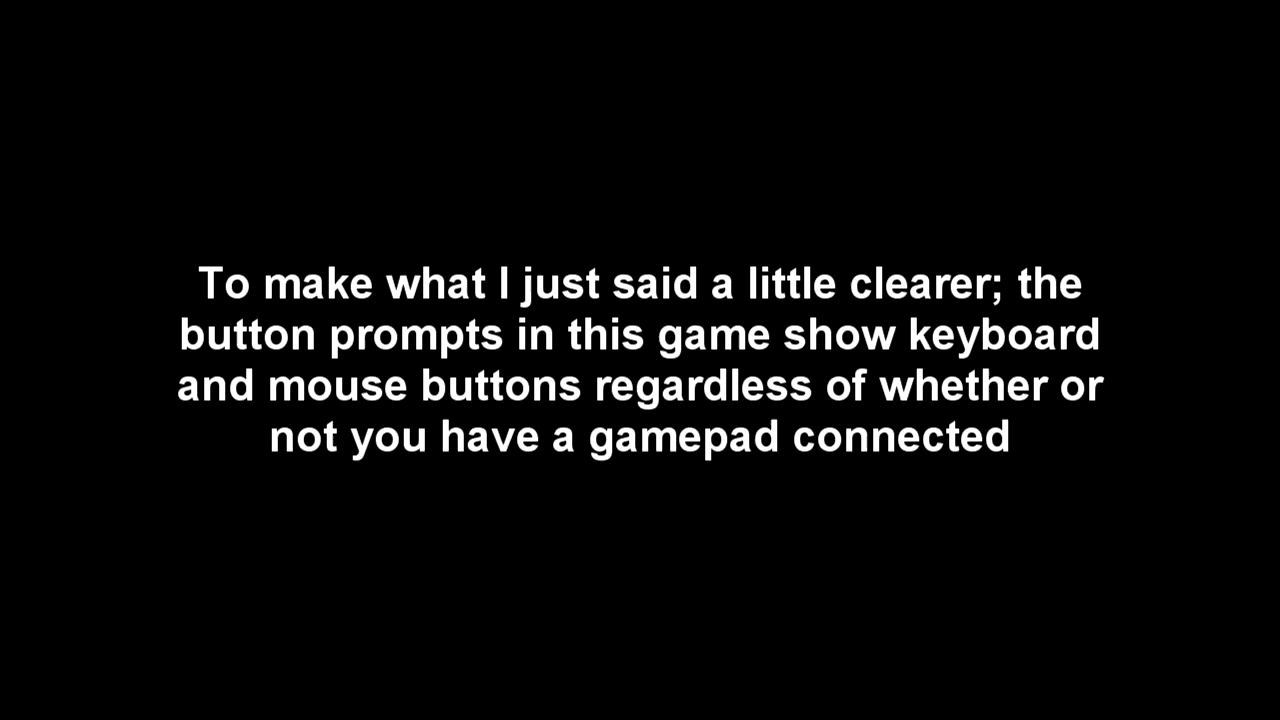 To make what I just said a little clearer; the
button prompts in this game show keyboard
and mouse buttons regardless of whether or
not you have a gamepad connected